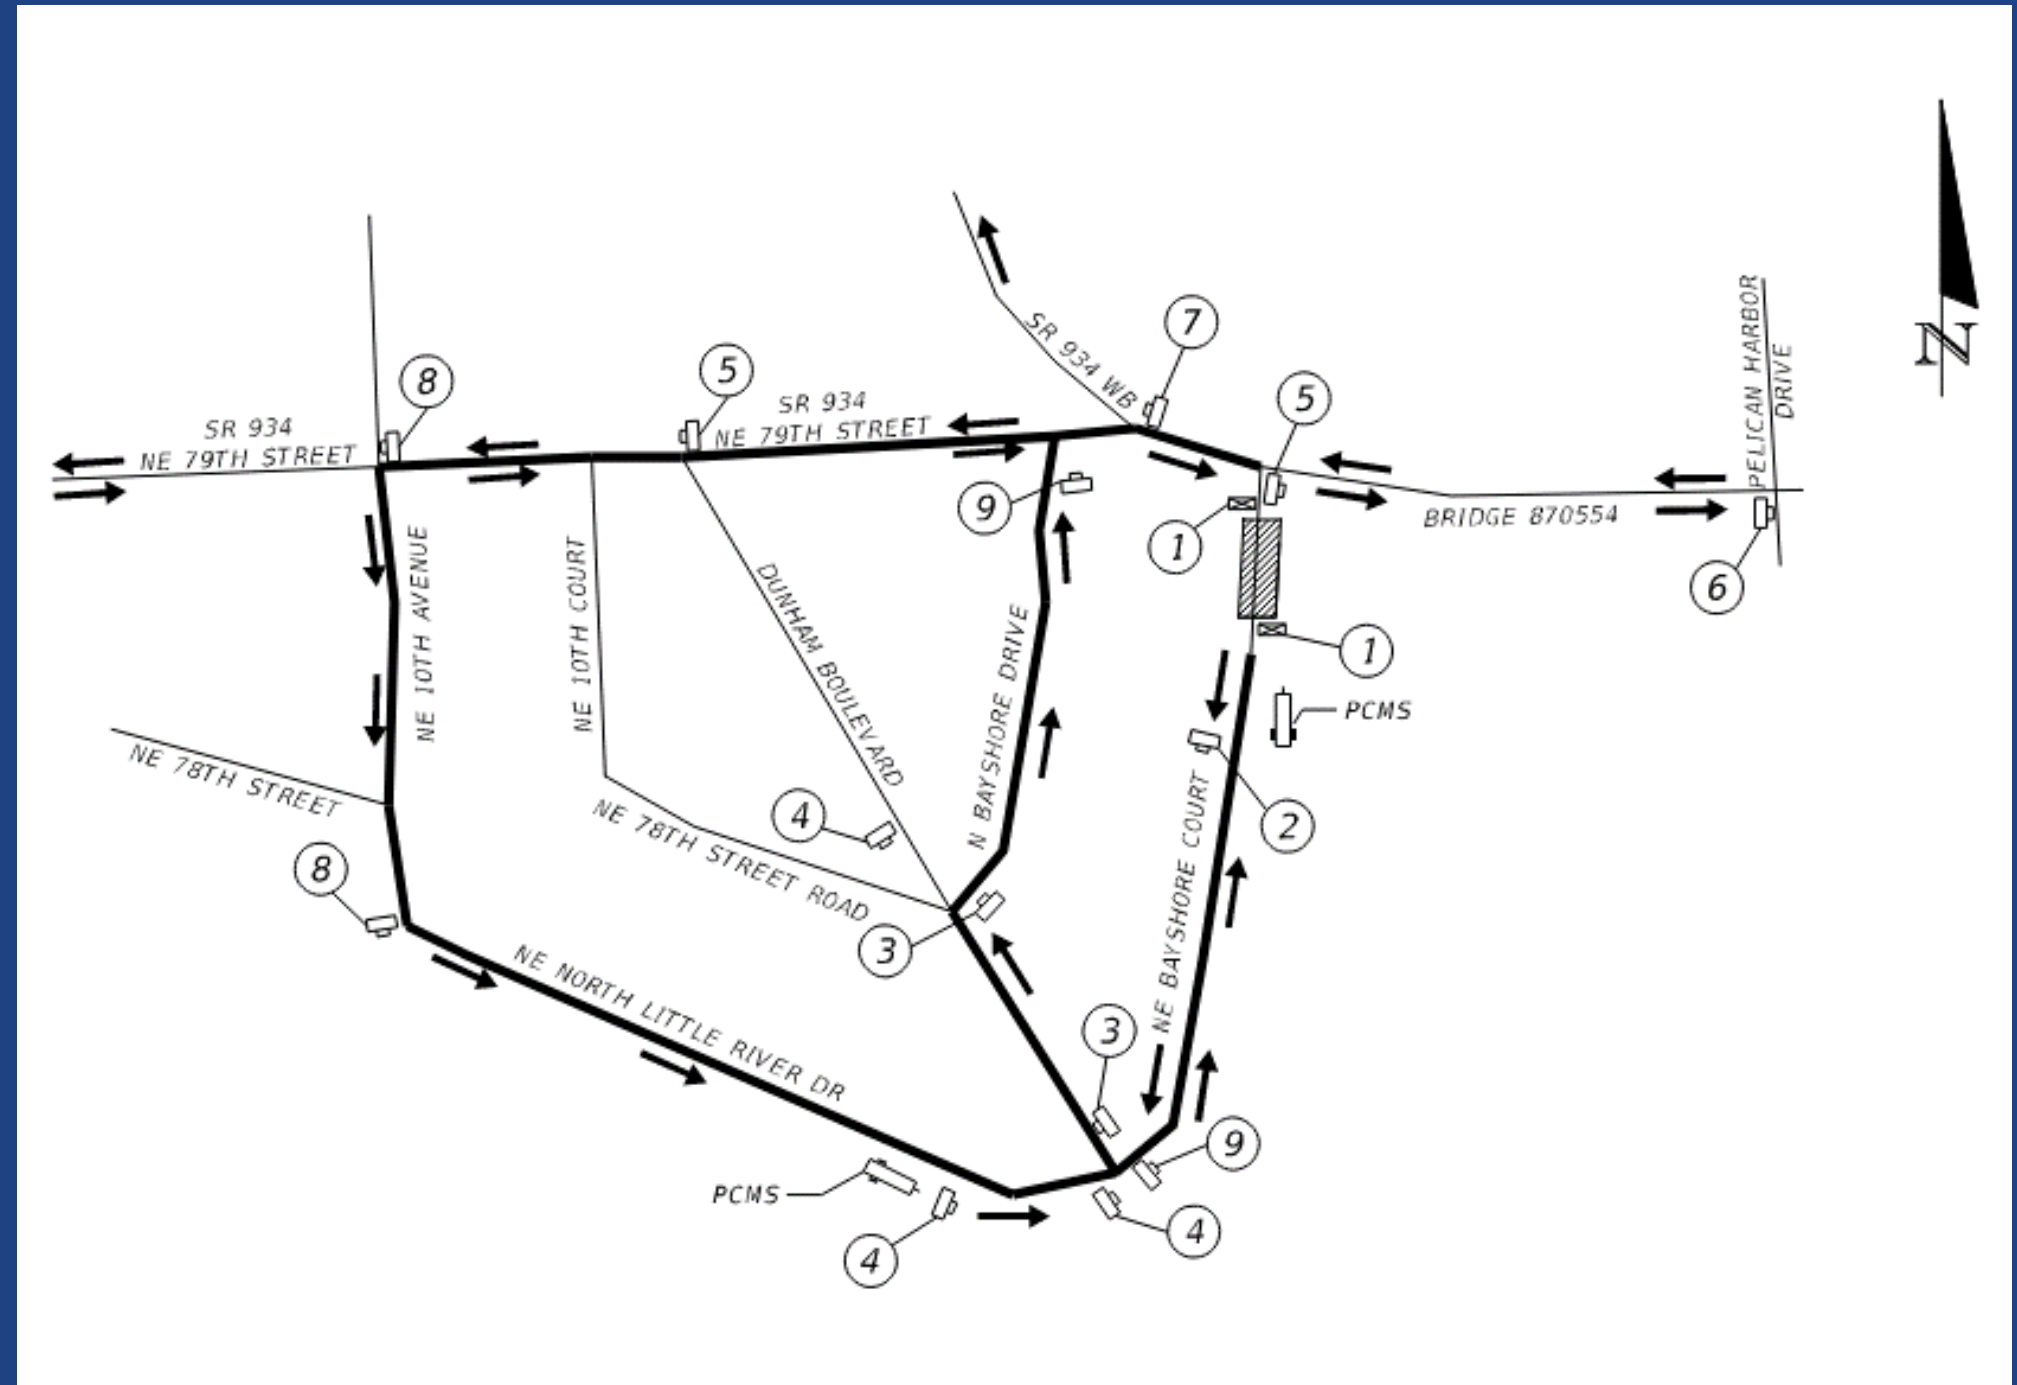 N
PELICAN HARBOR
DRIVE
7
SR 934 WB
5
8
5
SR 934
NE 79TH STREET
SR 934
NE 79TH STREET
9
1
BRIDGE 870554
6
1
NE 10TH AVENUE
NE 10TH COURT
DUNHAM BOULEVARD
N BAYSHORE DRIVE
PCMS
NE 78TH STREET
4
NE 78TH STREET ROAD
2
NE BAYSHORE COURT
8
3
NE NORTH LITTLE RIVER DR
3
9
PCMS
4
4